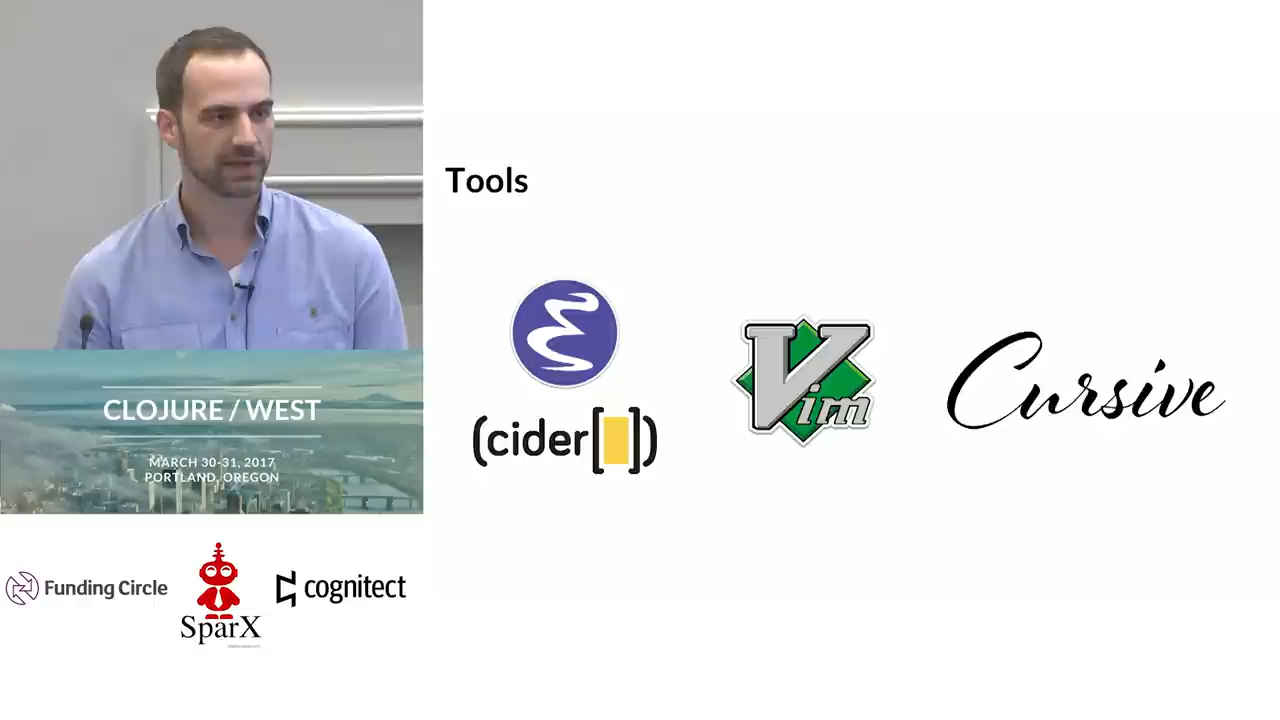 Tools
(cider[])
Vim
Cursive
CLOJURE / WEST
MARCH 30-31, 2017
PORTLAND, OREGON
Funding Circle
SparX
cognitect